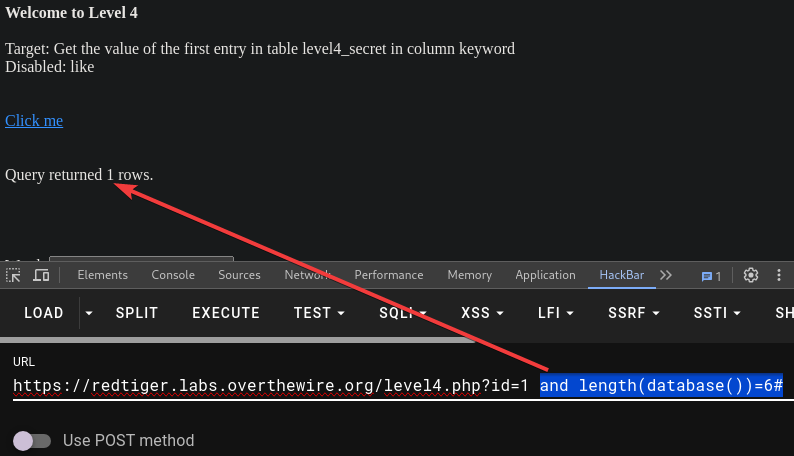 Welcome to Level 4
Target: Get the value of the first entry in table level4_secret in column keyword
Disabled: like
Click me
Query returned 1 rows.
Elements Console Sources Network Performance Memory Application HackBar 1
LOAD SPLIT EXECUTE TEST SQLI XSS LFI SSRF SSTI SH
URL
https://redtiger.labs.overthewire.org/level4.php?id=1 and length(database())=6#
Use POST method